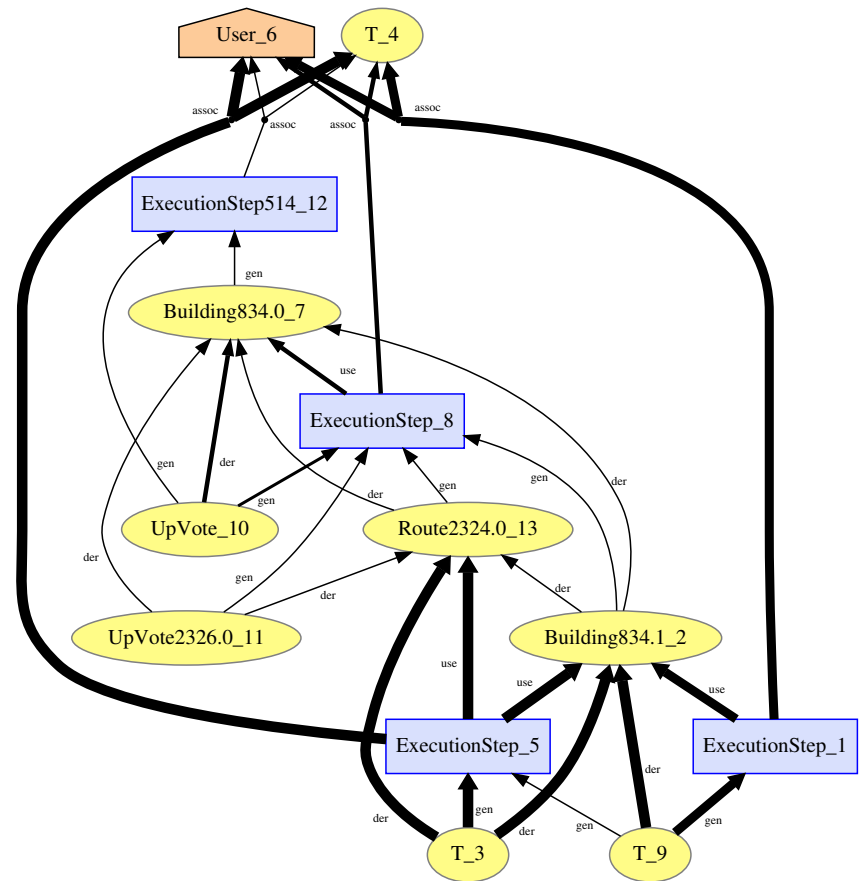 User_6
T_4
assoc
assoc
assoc
assoc
ExecutionStep514_12
gen
Building834.0_7
use
ExecutionStep_8
gen
der
gen
der
gen
gen
der
UpVote_10
Route2324.0_13
der
gen
der
der
UpVote2326.0_11
Building834.1_2
use
use
use
ExecutionStep_5
ExecutionStep_1
der
der
gen
der
gen
gen
T_3
T_9